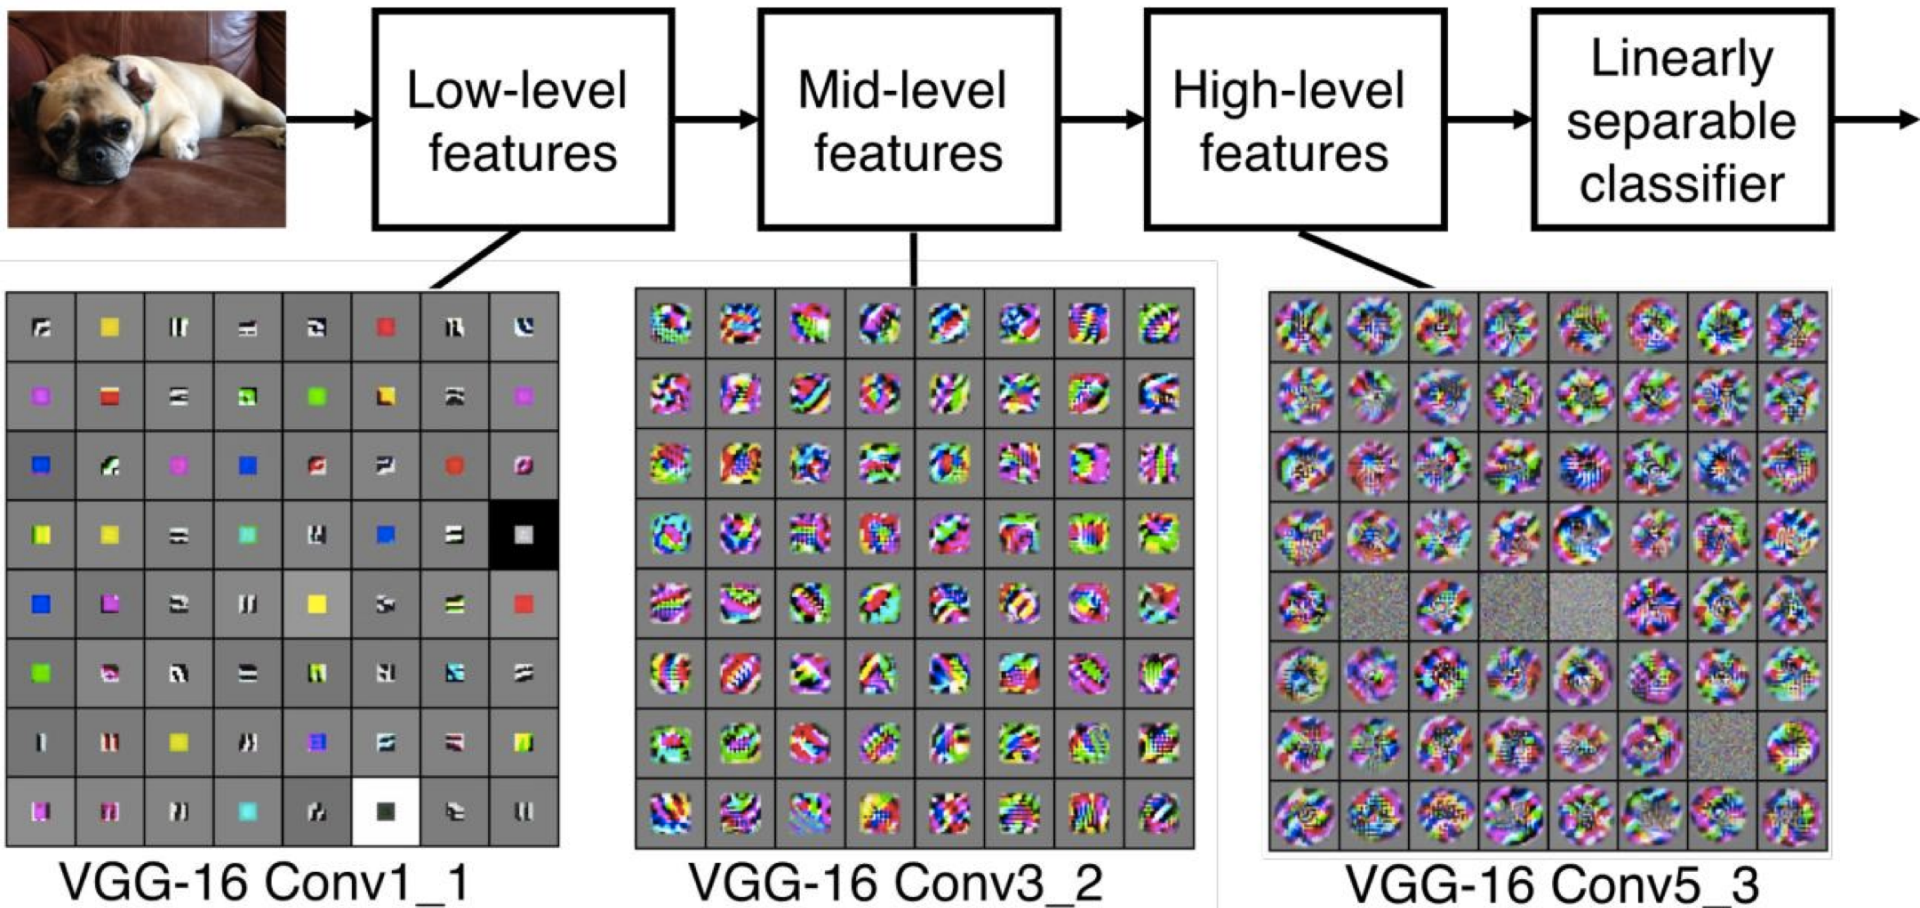 Low-level
features
Mid-level
features
High-level
features
Linearly
separable
classifier
VGG-16 Conv1_1
VGG-16 Conv3_2
VGG-16 Conv5_3